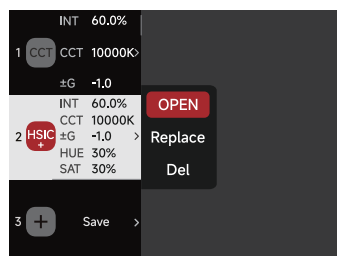 INT 60.0%
1 CCT CCT 10000K>
±G -1.0
INT 60.0%
CCT 10000K
2 HSIC+ ±G -1.0 >
HUE 30%
SAT 30%
3 + Save >
OPEN
Replace
Del